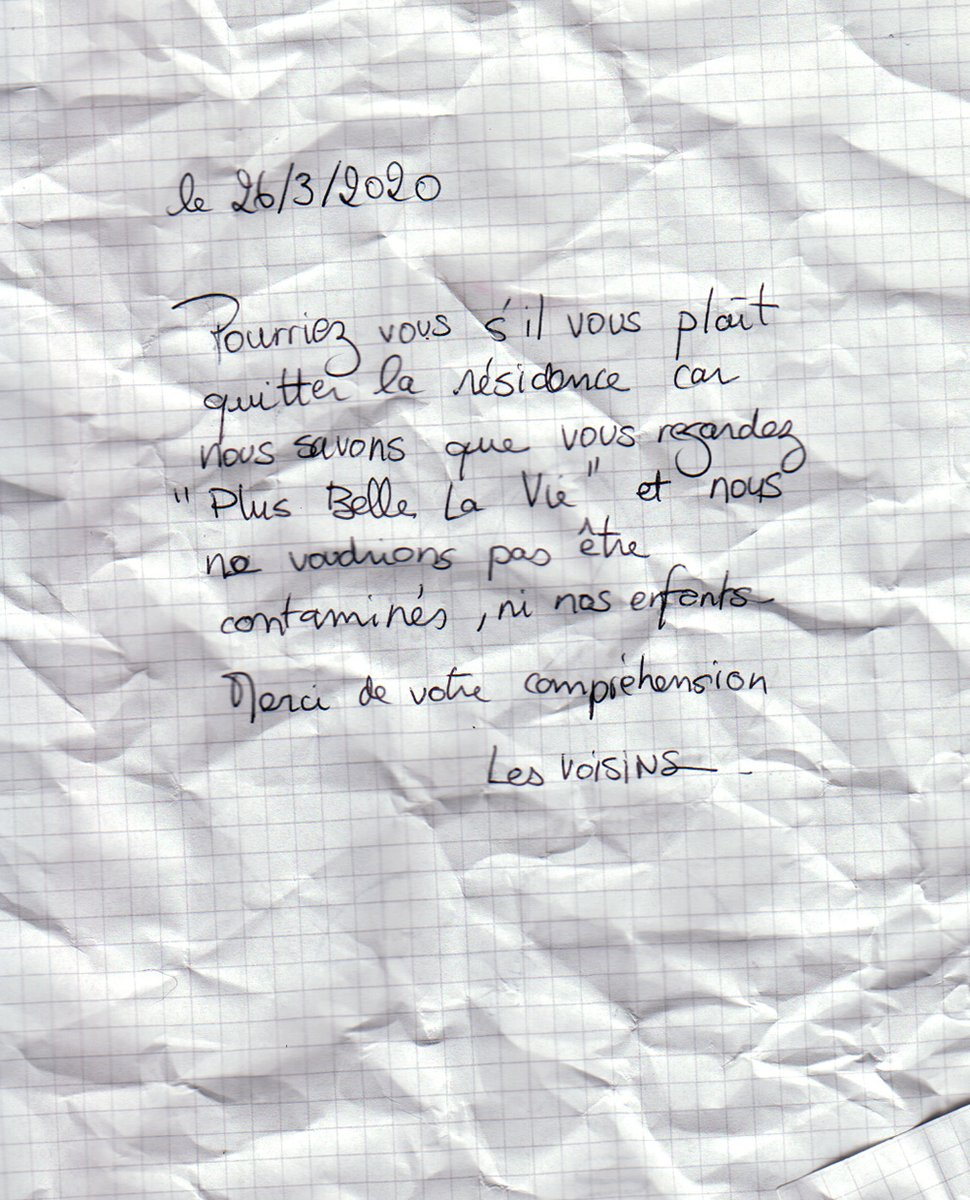 le 26/3/2020
Pourriez vous s'il vous plaît
quitter la résidence car
nous savons que vous regardez
"Plus Belle La Vie" et nous
ne voudrions pas être
contaminés, ni nos enfants
Merci de votre compréhension
Les voisins.